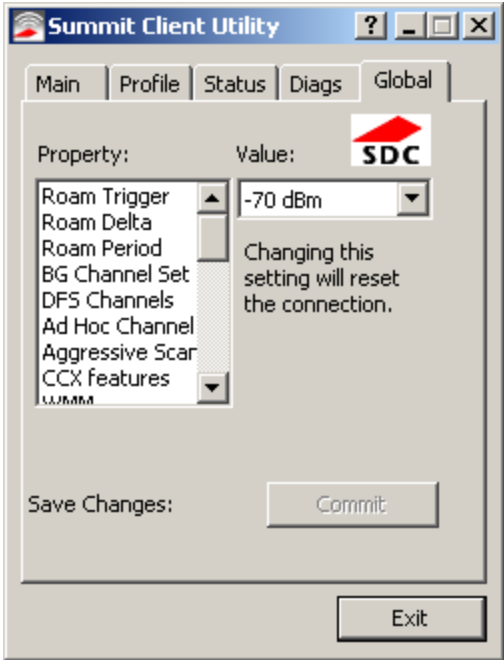 Summit Client Utility
Main Profile Status Diags Global
Property: Value:
SDC
Roam Trigger
Roam Delta
Roam Period
BG Channel Set
DFS Channels
Ad Hoc Channel
Aggressive Scan
CCX features
WMM
-70 dBm
Changing this
setting will reset
the connection.
Save Changes: Commit
Exit